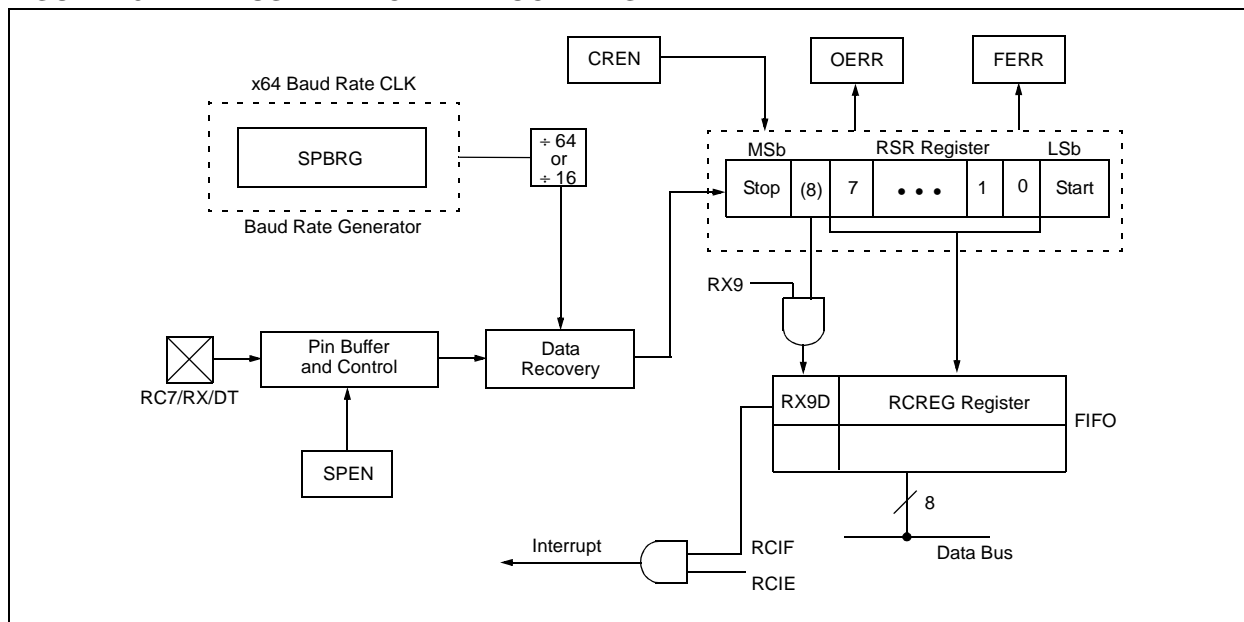 CREN
OERR
FERR
x64 Baud Rate CLK
SPBRG
Baud Rate Generator
÷ 64
or
÷ 16
MSb
RSR Register
LSb
Stop
(8)
7
• • •
1
0
Start
RX9
Pin Buffer
and Control
Data
Recovery
RC7/RX/DT
SPEN
RX9D
RCREG Register
FIFO
8
Data Bus
Interrupt
RCIF
RCIE